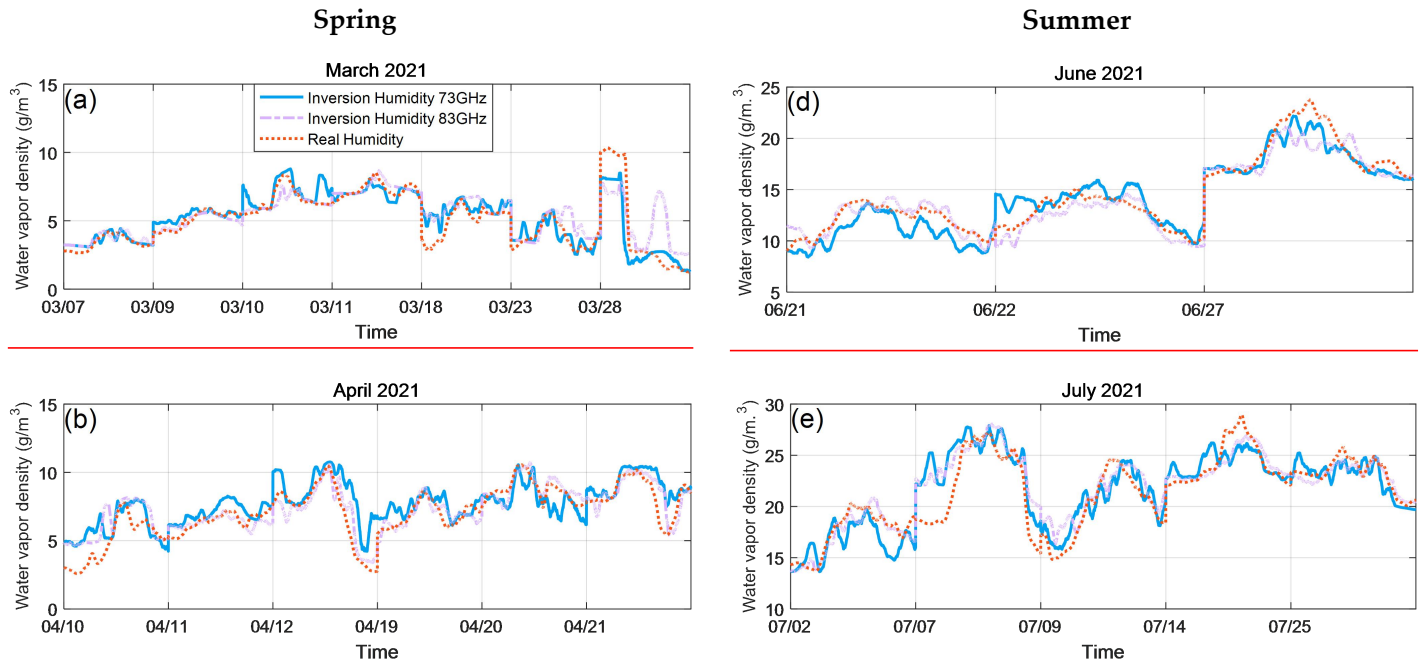 Spring
Summer
March 2021
Water vapor density (g/m³)
(a)
Inversion Humidity 73GHz
Inversion Humidity 83GHz
Real Humidity
15
10
5
0
03/07 03/09 03/10 03/11 03/18 03/23 03/28
Time
June 2021
Water vapor density (g/m. ³)
(d)
25
20
15
10
5
06/21 06/22 06/27
Time
April 2021
Water vapor density (g/m³)
(b)
15
10
5
0
04/10 04/11 04/12 04/19 04/20 04/21
Time
July 2021
Water vapor density (g/m. ³)
(e)
30
25
20
15
10
07/02 07/07 07/09 07/14 07/25
Time